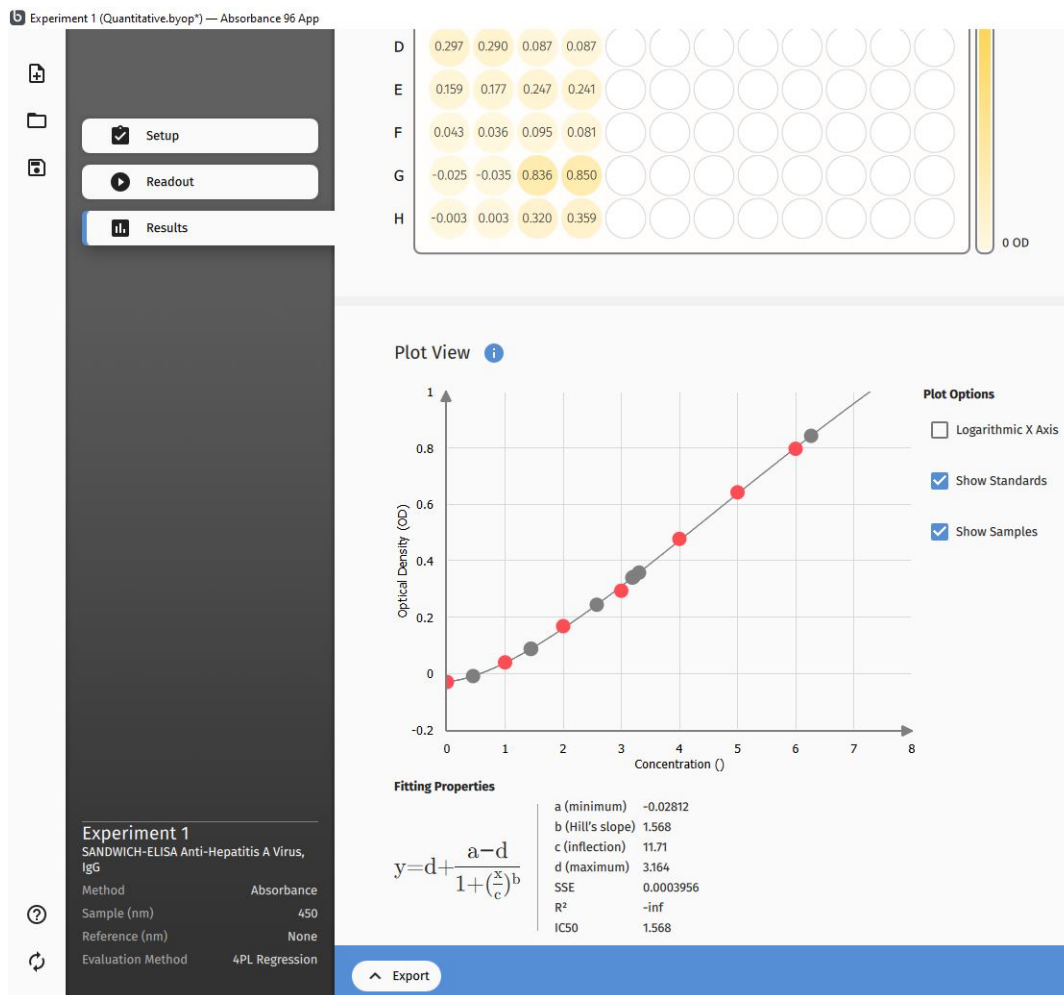 Experiment 1 (Quantitative.byop*) — Absorbance 96 App
Setup
Readout
Results
D 0.297 0.290 0.087 0.087
E 0.159 0.177 0.247 0.241
F 0.043 0.036 0.095 0.081
G -0.025 -0.035 0.836 0.850
H -0.003 0.003 0.320 0.359
0 OD
Plot View
Plot Options
Logarithmic X Axis
Show Standards
Show Samples
Optical Density (OD)
1
0.8
0.6
0.4
0.2
0
-0.2
0 1 2 3 4 5 6 7 8
Concentration ()
Fitting Properties
y=d+a−d/1+(x/c)^b
a (minimum) -0.02812
b (Hill's slope) 1.568
c (inflection) 11.71
d (maximum) 3.164
SSE 0.0003956
R² -inf
IC50 1.568
Experiment 1
SANDWICH-ELISA Anti-Hepatitis A Virus,
IgG
Method Absorbance
Sample (nm) 450
Reference (nm) None
Evaluation Method 4PL Regression
Export